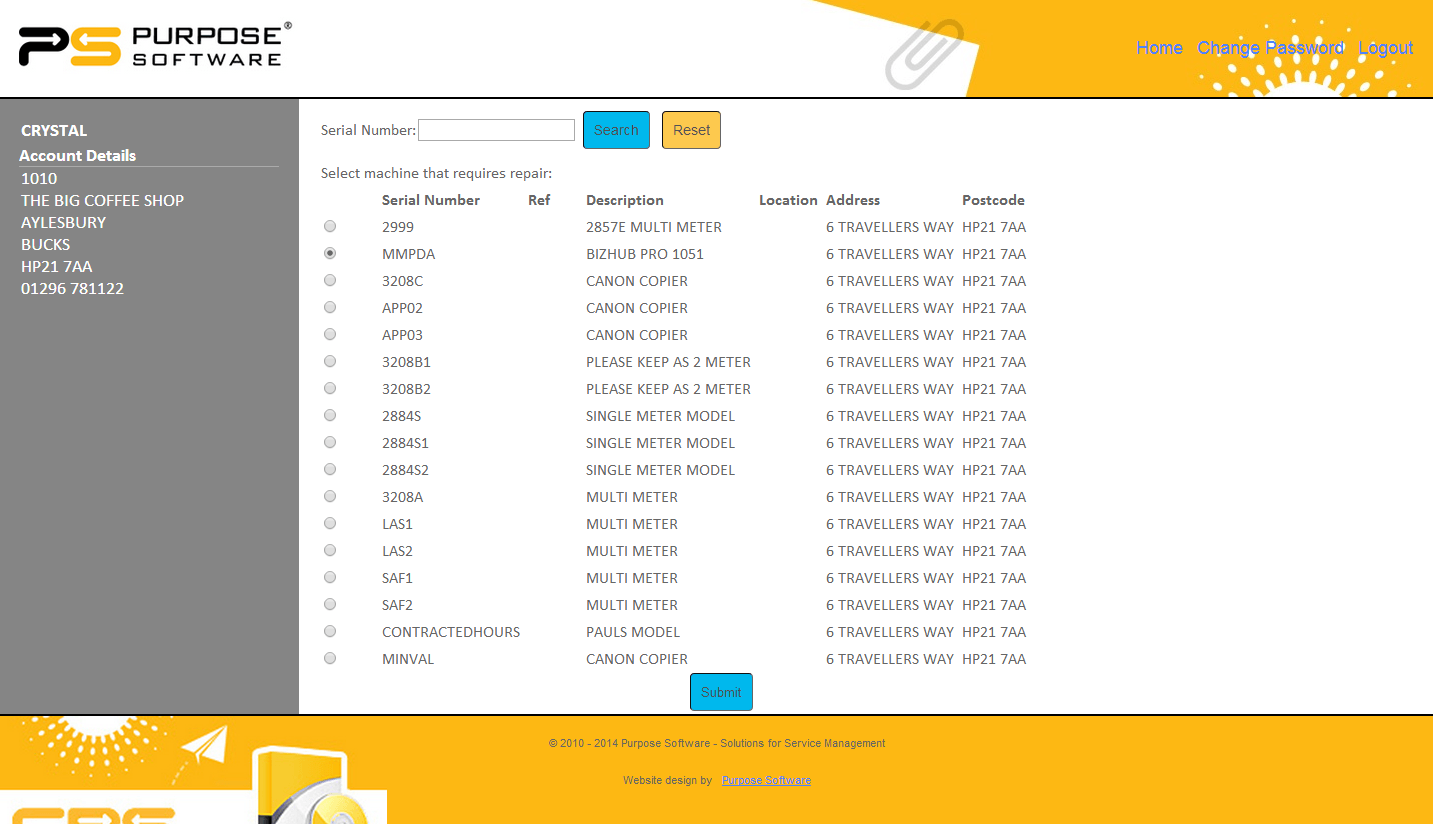 PS PURPOSE SOFTWARE®
Home Change Password Logout
CRYSTAL
Account Details
1010
THE BIG COFFEE SHOP
AYLESBURY
BUCKS
HP21 7AA
01296 781122
Serial Number: Search Reset
Select machine that requires repair:
Serial Number Ref Description Location Address Postcode
2999 2857E MULTI METER 6 TRAVELLERS WAY HP21 7AA
MMPDA BIZHUB PRO 1051 6 TRAVELLERS WAY HP21 7AA
3208C CANON COPIER 6 TRAVELLERS WAY HP21 7AA
APP02 CANON COPIER 6 TRAVELLERS WAY HP21 7AA
APP03 CANON COPIER 6 TRAVELLERS WAY HP21 7AA
3208B1 PLEASE KEEP AS 2 METER 6 TRAVELLERS WAY HP21 7AA
3208B2 PLEASE KEEP AS 2 METER 6 TRAVELLERS WAY HP21 7AA
2884S SINGLE METER MODEL 6 TRAVELLERS WAY HP21 7AA
2884S1 SINGLE METER MODEL 6 TRAVELLERS WAY HP21 7AA
2884S2 SINGLE METER MODEL 6 TRAVELLERS WAY HP21 7AA
3208A MULTI METER 6 TRAVELLERS WAY HP21 7AA
LAS1 MULTI METER 6 TRAVELLERS WAY HP21 7AA
LAS2 MULTI METER 6 TRAVELLERS WAY HP21 7AA
SAF1 MULTI METER 6 TRAVELLERS WAY HP21 7AA
SAF2 MULTI METER 6 TRAVELLERS WAY HP21 7AA
CONTRACTEDHOURS PAULS MODEL 6 TRAVELLERS WAY HP21 7AA
MINVAL CANON COPIER 6 TRAVELLERS WAY HP21 7AA
Submit
© 2010 - 2014 Purpose Software - Solutions for Service Management
Website design by Purpose Software